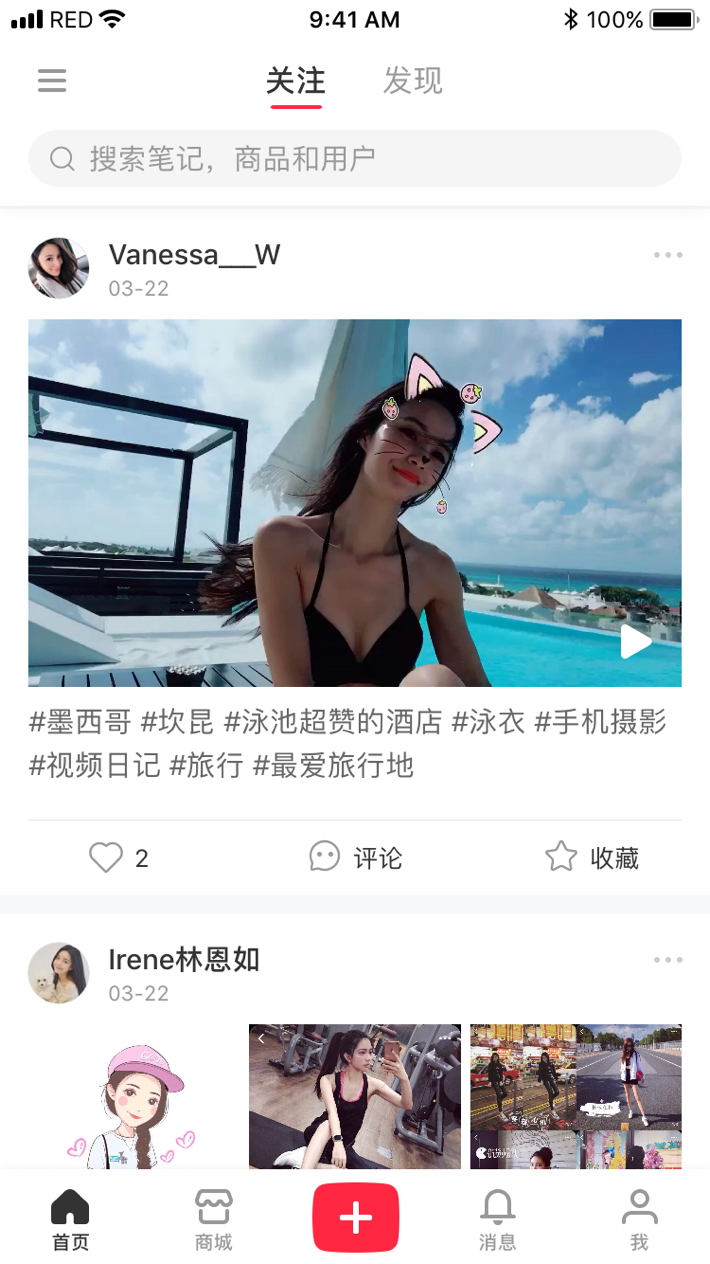 RED 9:41 AM 100%
关注 发现
搜索笔记，商品和用户
Vanessa___W
03-22
#墨西哥 #坎昆 #泳池超赞的酒店 #泳衣 #手机摄影
#视频日记 #旅行 #最爱旅行地
2 评论 收藏
Irene林恩如
03-22
首页 商城 消息 我